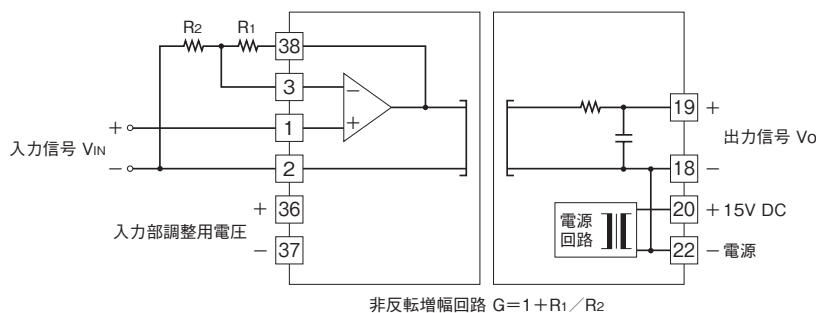 R2 R1
38
3
−
1
+
2
入力信号 VIN
+
−
36
+
入力部調整用電圧
37
−
19
+
出力信号 Vo
18
−
電源
回路
20
+15V DC
22
−電源
非反転増幅回路 G=1+R1/R2